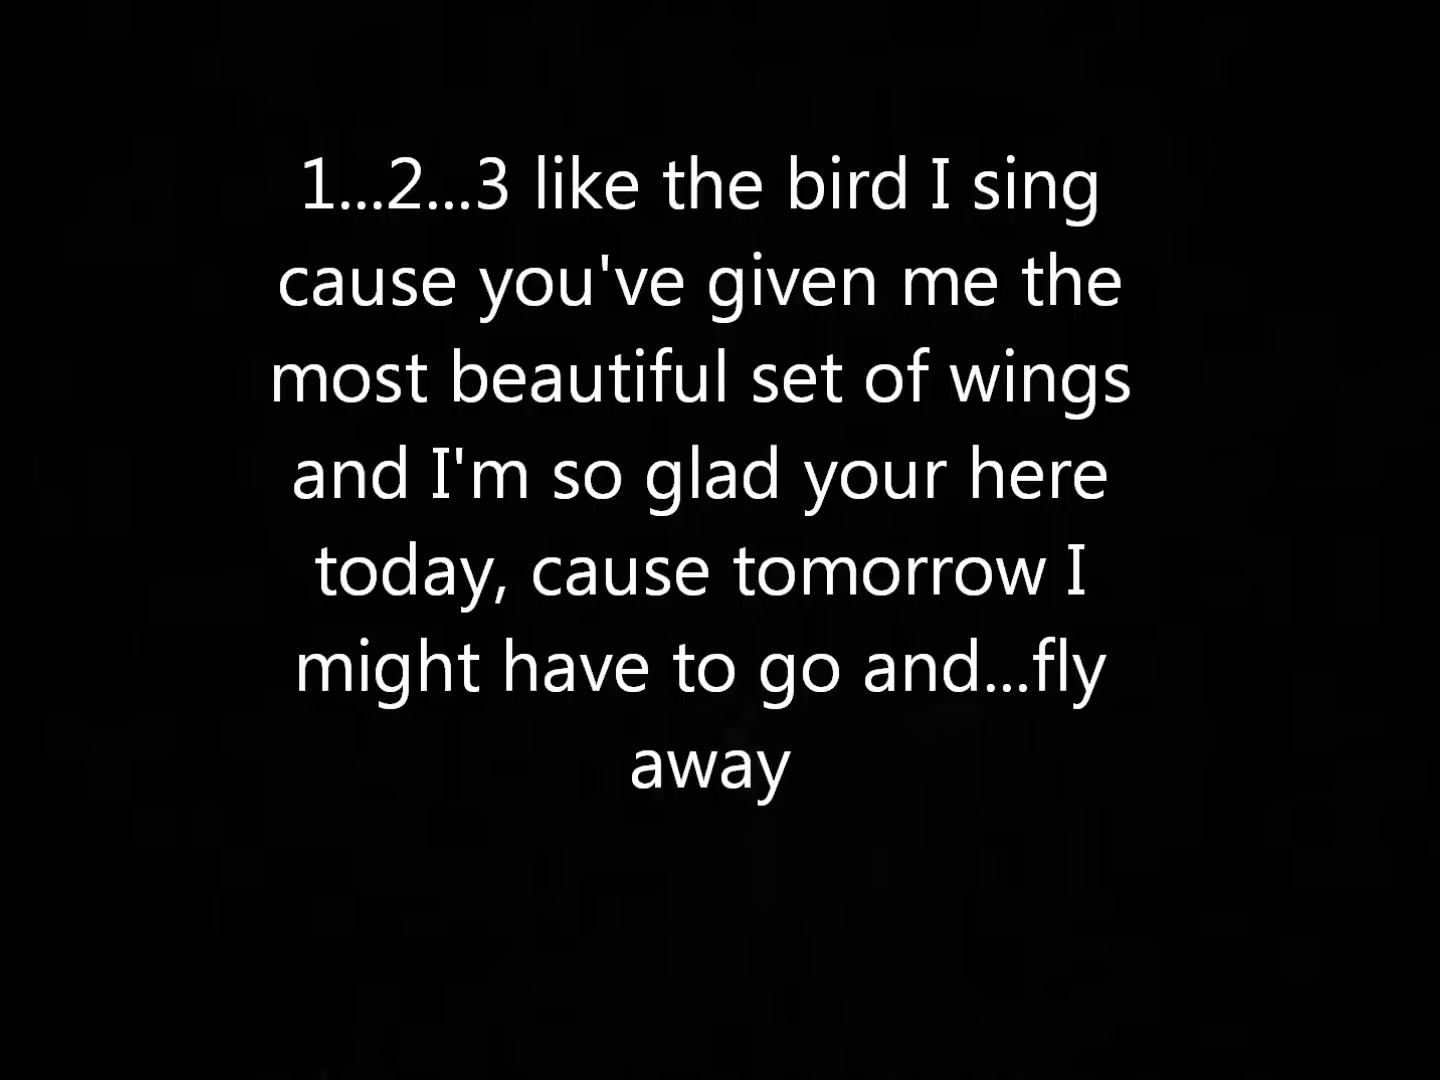 1...2...3 like the bird I sing
cause you've given me the
most beautiful set of wings
and I'm so glad your here
today, cause tomorrow I
might have to go and...fly
away